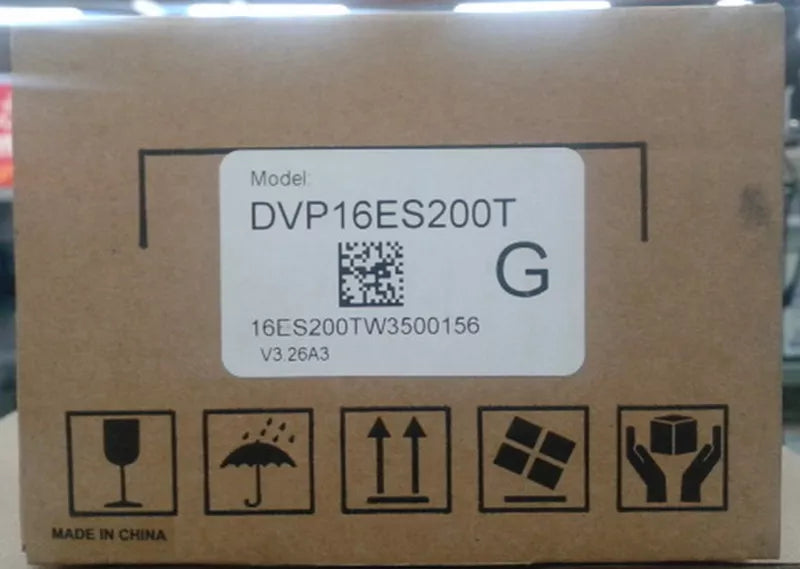 Model:
DVP16ES200T
G
16ES200TW3500156
V3.26A3
MADE IN CHINA